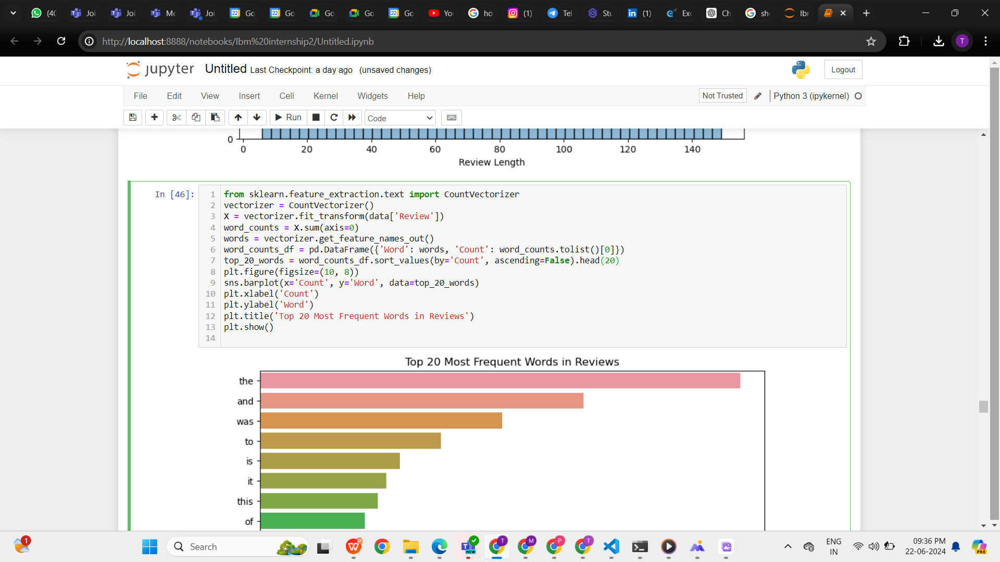 (4( Joi Joi Me Joi Go Go Go Go Go Yo ho (1) Tel Stu (1) Exc Ch sh Ibr
http://localhost:8888/notebooks/Ibm%20internship2/Untitled.ipynb T
jupyter Untitled Last Checkpoint: a day ago (unsaved changes) Logout
File Edit View Insert Cell Kernel Widgets Help Not Trusted Python 3 (ipykernel)
Run Code
0
0 20 40 60 80 100 120 140
Review Length
In [46]:
1 from sklearn.feature_extraction.text import CountVectorizer
2 vectorizer = CountVectorizer()
3 X = vectorizer.fit_transform(data['Review'])
4 word_counts = X.sum(axis=0)
5 words = vectorizer.get_feature_names_out()
6 word_counts_df = pd.DataFrame({'Word': words, 'Count': word_counts.tolist()[0]})
7 top_20_words = word_counts_df.sort_values(by='Count', ascending=False).head(20)
8 plt.figure(figsize=(10, 8))
9 sns.barplot(x='Count', y='Word', data=top_20_words)
10 plt.xlabel('Count')
11 plt.ylabel('Word')
12 plt.title('Top 20 Most Frequent Words in Reviews')
13 plt.show()
14
Top 20 Most Frequent Words in Reviews
the
and
was
to
is
it
this
of
1 Search NEW T M P T ENG 09:36 PM
IN 22-06-2024 PRE